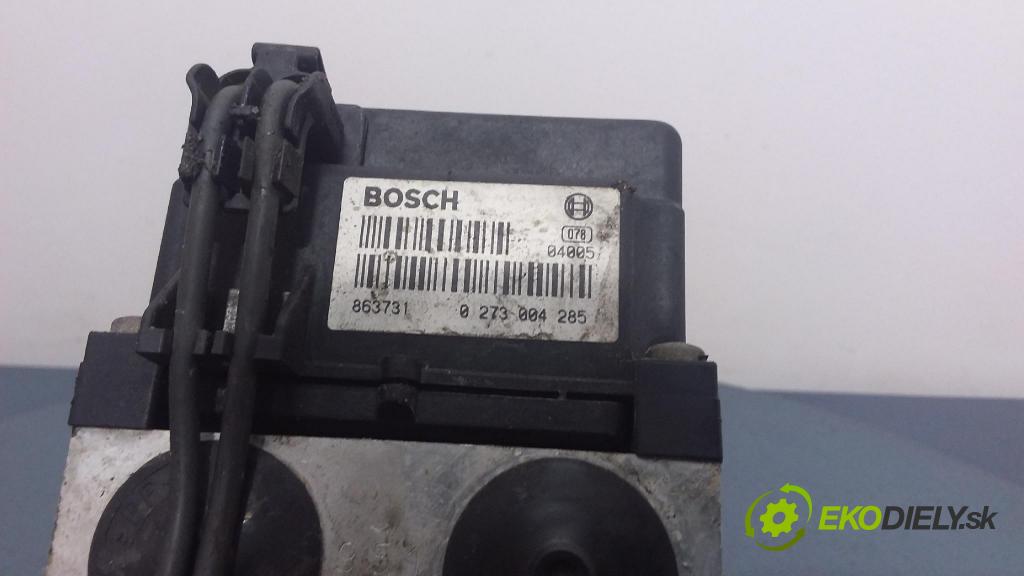 BOSCH
078
04005
863731 0 273 004 285
EKODIELY.sk